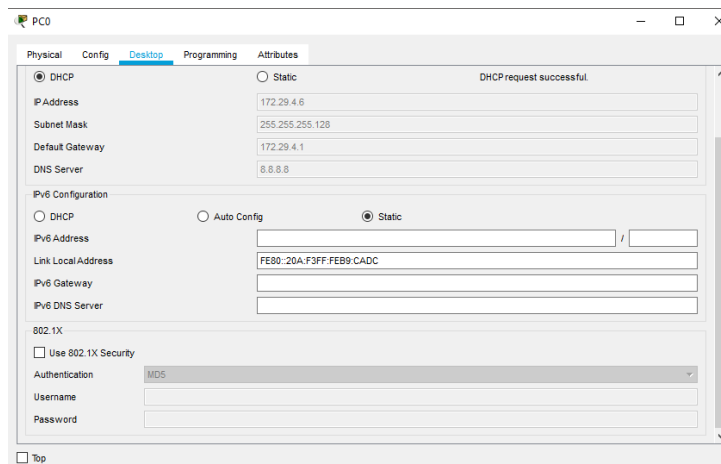 PC0
Physical Config Desktop Programming Attributes
DHCP Static DHCP request successful.
IP Address 172.29.4.6
Subnet Mask 255.255.255.128
Default Gateway 172.29.4.1
DNS Server 8.8.8.8
IPv6 Configuration
DHCP Auto Config Static
IPv6 Address /
Link Local Address FE80::20A:F3FF:FEB9:CADC
IPv6 Gateway
IPv6 DNS Server
802.1X
Use 802.1X Security
Authentication MD5
Username
Password
Top